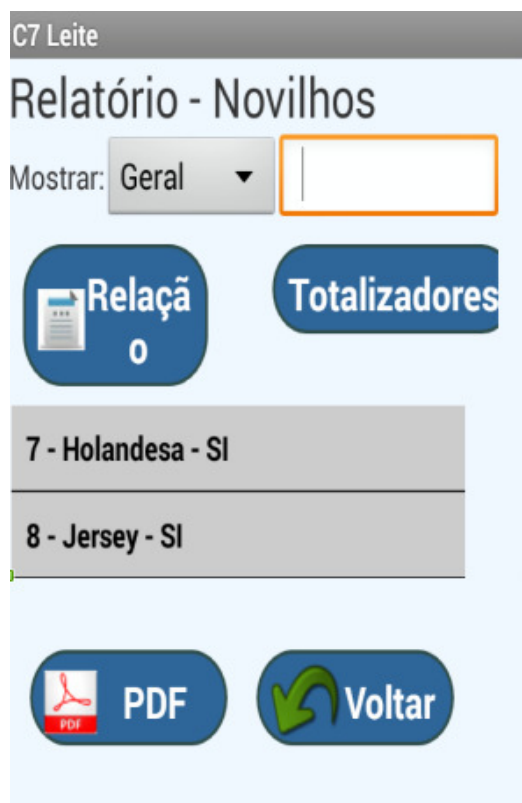 C7 Leite
Relatório - Novilhos
Mostrar: Geral
Relaçã
o
Totalizadores
7 - Holandesa - SI
8 - Jersey - SI
PDF PDF
Voltar